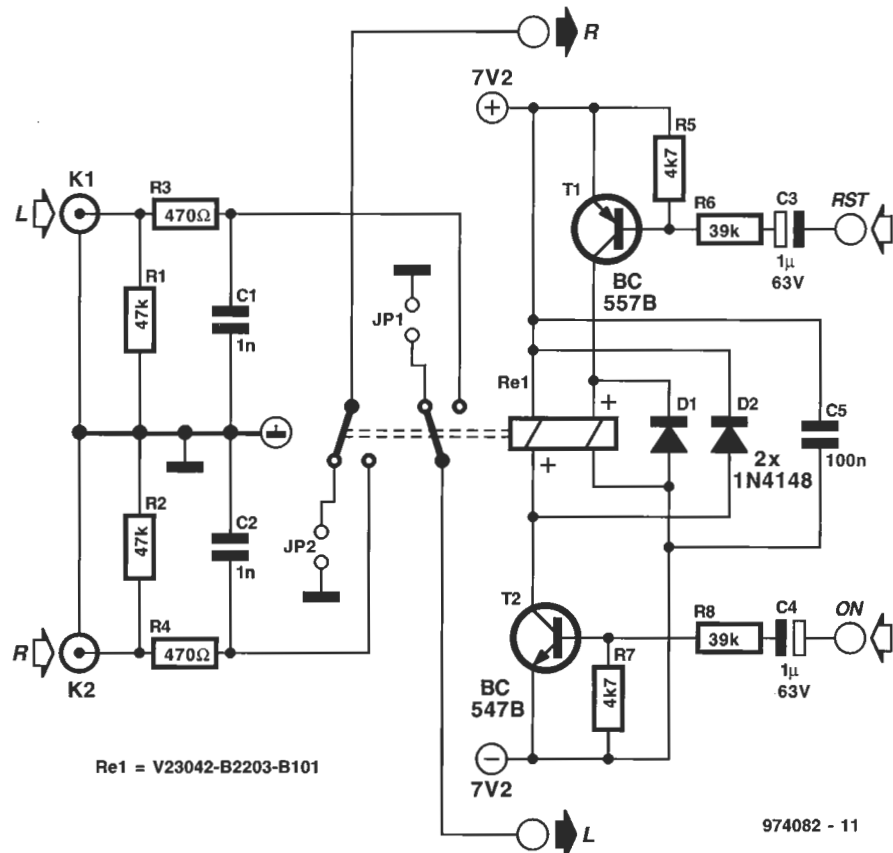 R
7V2
+
R5
4k7
K1
L
R3
470Ω
T1
R6
39k
C3
1µ
63V
RST
BC
557B
R1
47k
C1
1n
JP1
Re1
+
+
D1
D2
2x
1N4148
C5
100n
R2
47k
C2
1n
JP2
T2
R8
39k
C4
1µ
63V
ON
R
K2
R4
470Ω
BC
547B
R7
4k7
−
7V2
Re1 = V23042-B2203-B101
L
974082 - 11